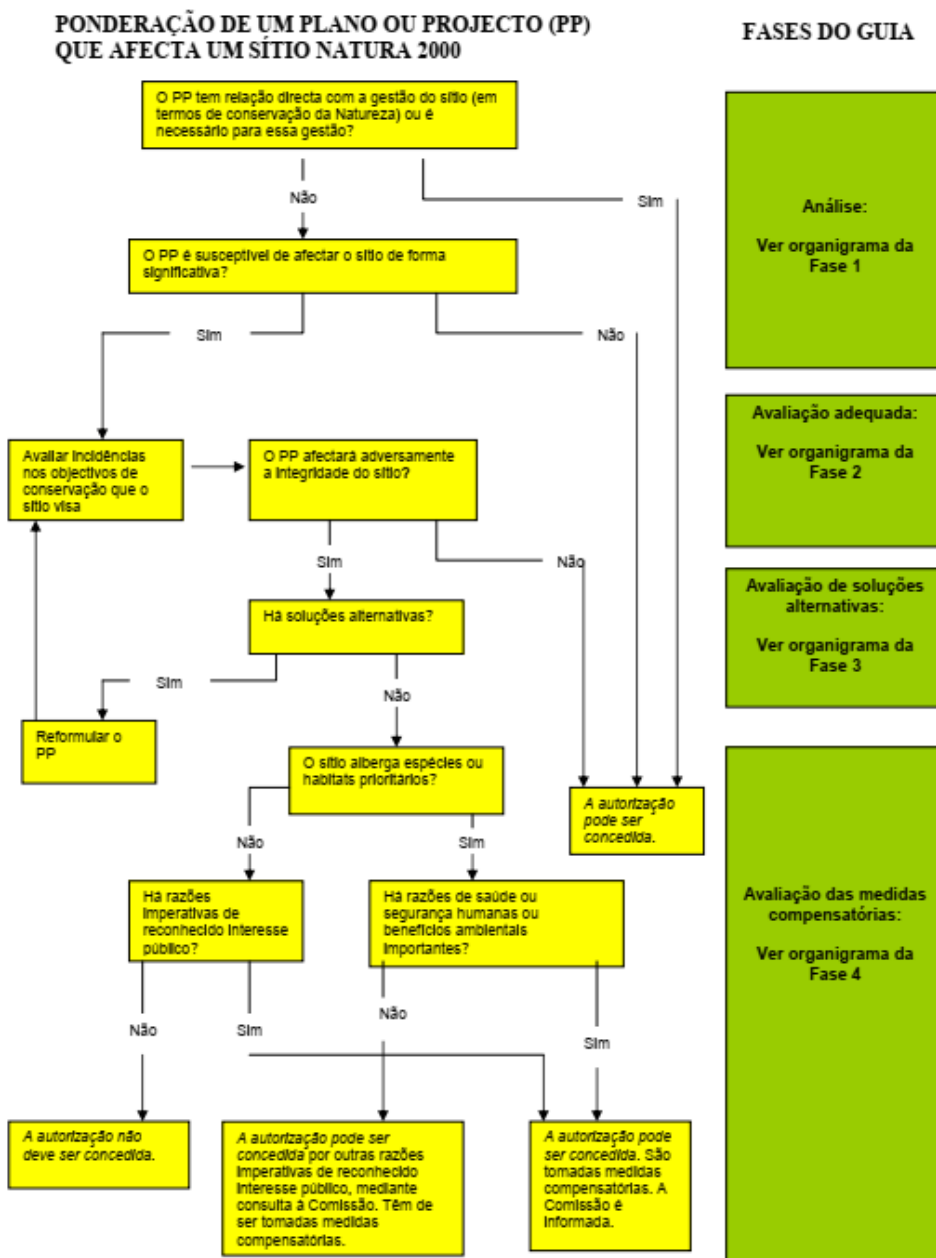 PONDERAÇÃO DE UM PLANO OU PROJECTO (PP)
QUE AFECTA UM SÍTIO NATURA 2000
FASES DO GUIA
O PP tem relação directa com a gestão do sítio (em
termos de conservação da Natureza) ou é
necessário para essa gestão?
Não
Sim
Análise:
Ver organigrama da
Fase 1
O PP é susceptível de afectar o sítio de forma
significativa?
Sim
Não
Avaliar incidências
nos objectivos de
conservação que o
sítio visa
O PP afectará adversamente
a integridade do sítio?
Avaliação adequada:
Ver organigrama da
Fase 2
Sim
Não
Há soluções alternativas?
Avaliação de soluções
alternativas:
Ver organigrama da
Fase 3
Sim
Não
Reformular o
PP
O sítio alberga espécies ou
habitats prioritários?
A autorização
pode ser
concedida.
Não
Sim
Há razões
imperativas de
reconhecido interesse
público?
Há razões de saúde ou
segurança humanas ou
benefícios ambientais
importantes?
Avaliação das medidas
compensatórias:
Ver organigrama da
Fase 4
Não
Sim
Não
Sim
A autorização não
deve ser concedida.
A autorização pode ser
concedida por outras razões
imperativas de reconhecido
interesse público, mediante
consulta à Comissão. Têm de
ser tomadas medidas
compensatórias.
A autorização pode
ser concedida. São
tomadas medidas
compensatórias. A
Comissão é
informada.